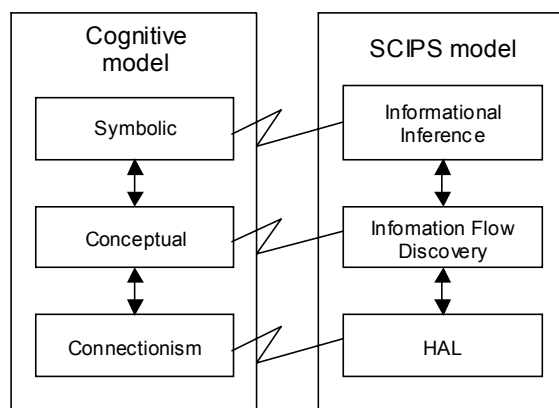 Cognitive
model
Symbolic
Conceptual
Connectionism
SCIPS model
Informational
Inference
Infomation Flow
Discovery
HAL